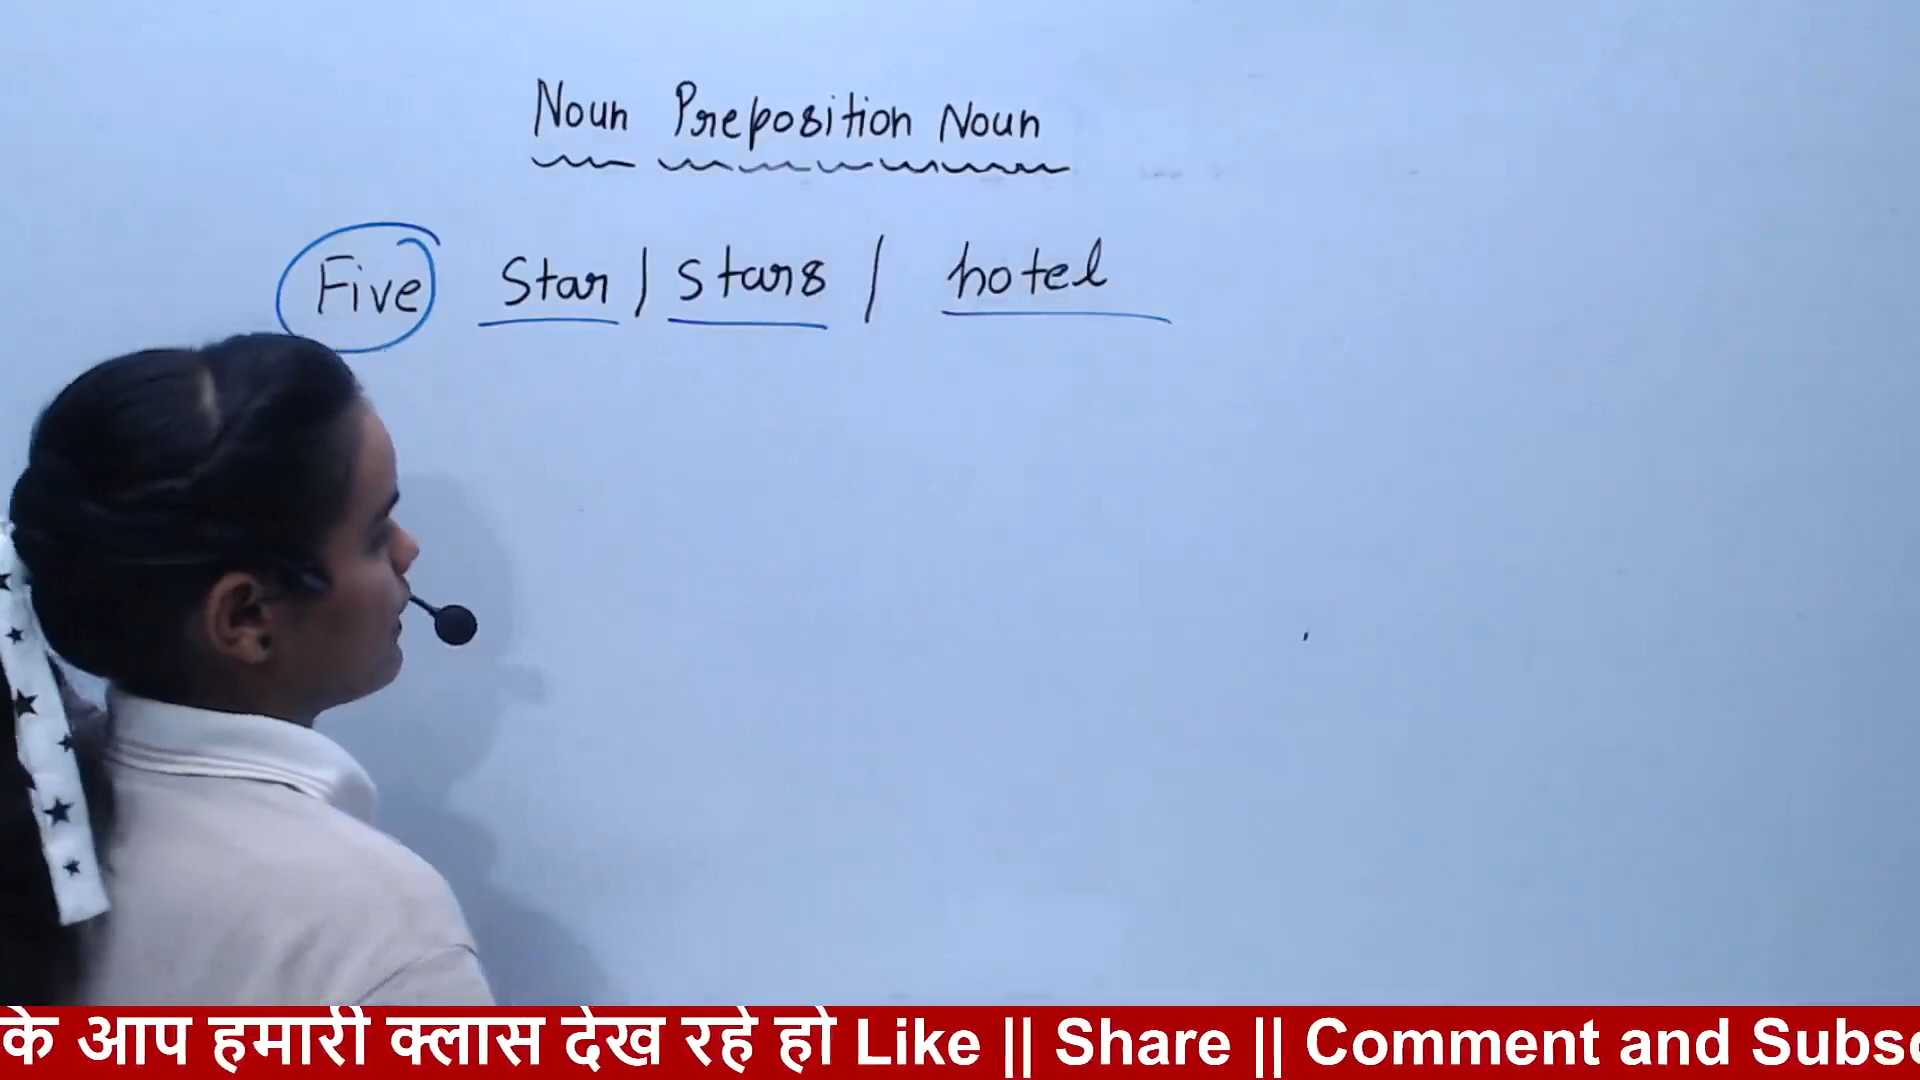 Noun Preposition Noun
Five Star / Stars / hotel
के आप हमारी क्लास देख रहे हो Like || Share || Comment and Subsc